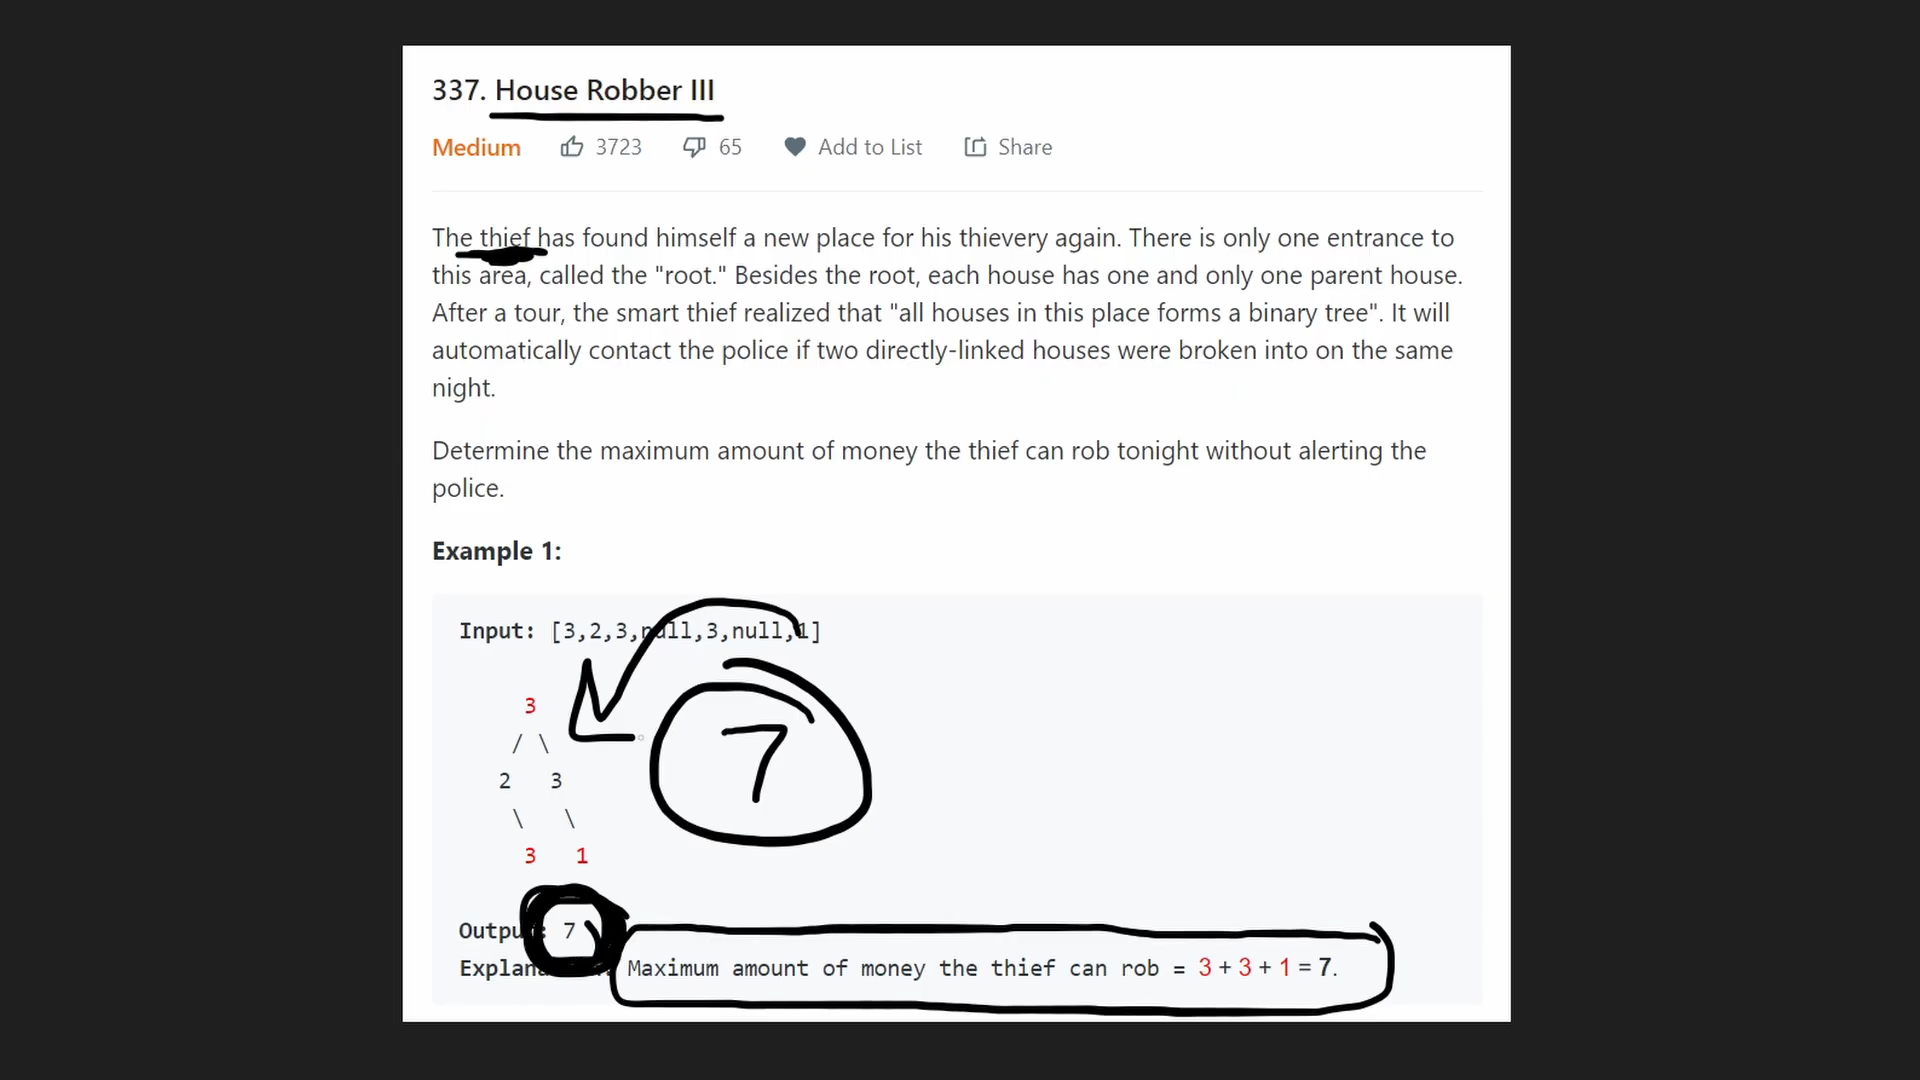 337. House Robber III
Medium 3723 65 Add to List Share
The thief has found himself a new place for his thievery again. There is only one entrance to
this area, called the "root." Besides the root, each house has one and only one parent house.
After a tour, the smart thief realized that "all houses in this place forms a binary tree". It will
automatically contact the police if two directly-linked houses were broken into on the same
night.
Determine the maximum amount of money the thief can rob tonight without alerting the
police.
Example 1:
Input: [3,2,3,null,3,null,1]
3
/ \
2 3
\ \
3 1
7
7
Maximum amount of money the thief can rob = 3 + 3 + 1 = 7.